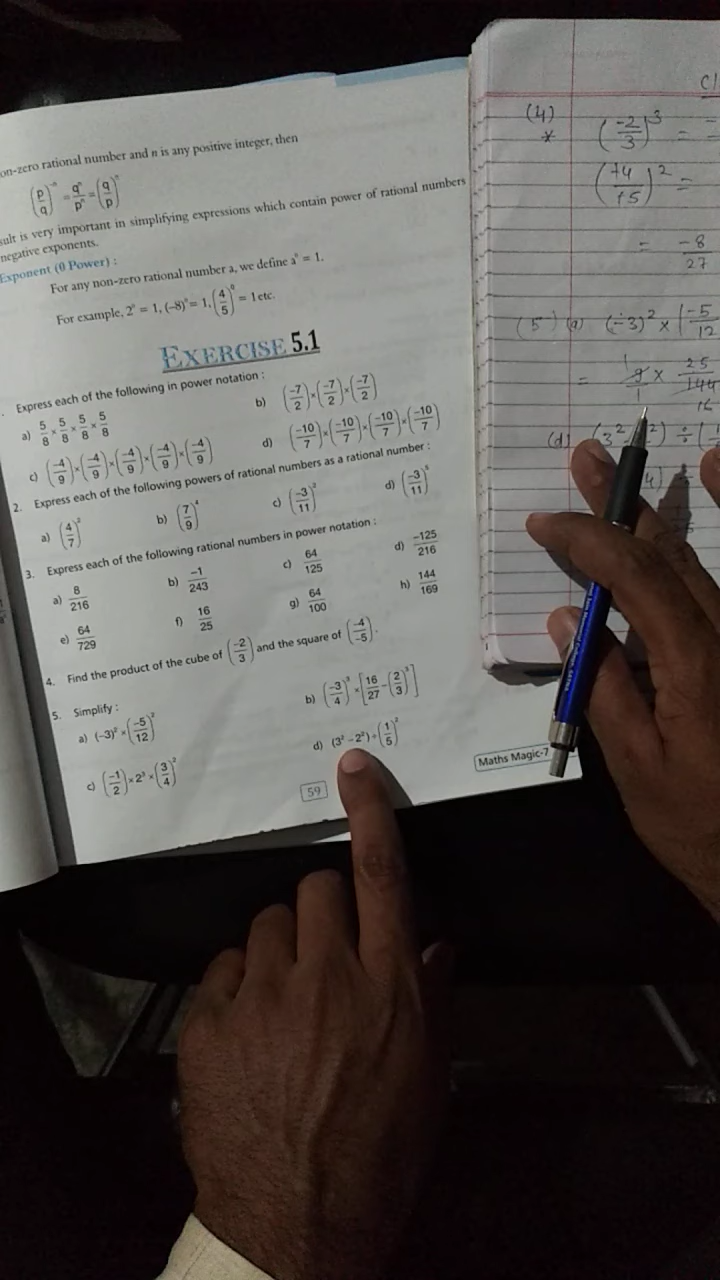 on-zero rational number and n is any positive integer, then
(p/q)⁻ⁿ = qⁿ/pⁿ = (q/p)ⁿ
sult is very important in simplifying expressions which contain power of rational numbers
negative exponents.
Exponent (0 Power) :
For any non-zero rational number a, we define a⁰ = 1.
For example, 2⁰ = 1, (–8)⁰ = 1, (4/5)⁰ = 1 etc.
EXERCISE 5.1
. Express each of the following in power notation :
a) 5/8 × 5/8 × 5/8 × 5/8 b) (-7/2) × (-7/2) × (-7/2)
c) (-4/9) × (-4/9) × (-4/9) × (-4/9) × (-4/9) d) (-10/7) × (-10/7) × (-10/7) × (-10/7)
2. Express each of the following powers of rational numbers as a rational number :
a) (4/7) b) (7/9) c) (-3/11) d) (-3/11)
3. Express each of the following rational numbers in power notation :
a) 8/216 b) -1/243 c) 64/125 d) -125/216
e) 64/729 f) 16/25 g) 64/100 h) 144/169
4. Find the product of the cube of (-2/3) and the square of (-4/-5).
5. Simplify :
a) (–3)² × (-5/12)² b) (-3/4)³ × [16/27 – (2/3)³]
c) (-1/2) × 2³ × (3/4)² d) (3² – 2²) ÷ (1/5)²
59
Maths Magic-7
(4)
* (-2/3)³ =
(+4/+5)² =
= -8/27
(5) (a) (-3)² × (-5/12
= 9/1 × 25/144
(d) (3²